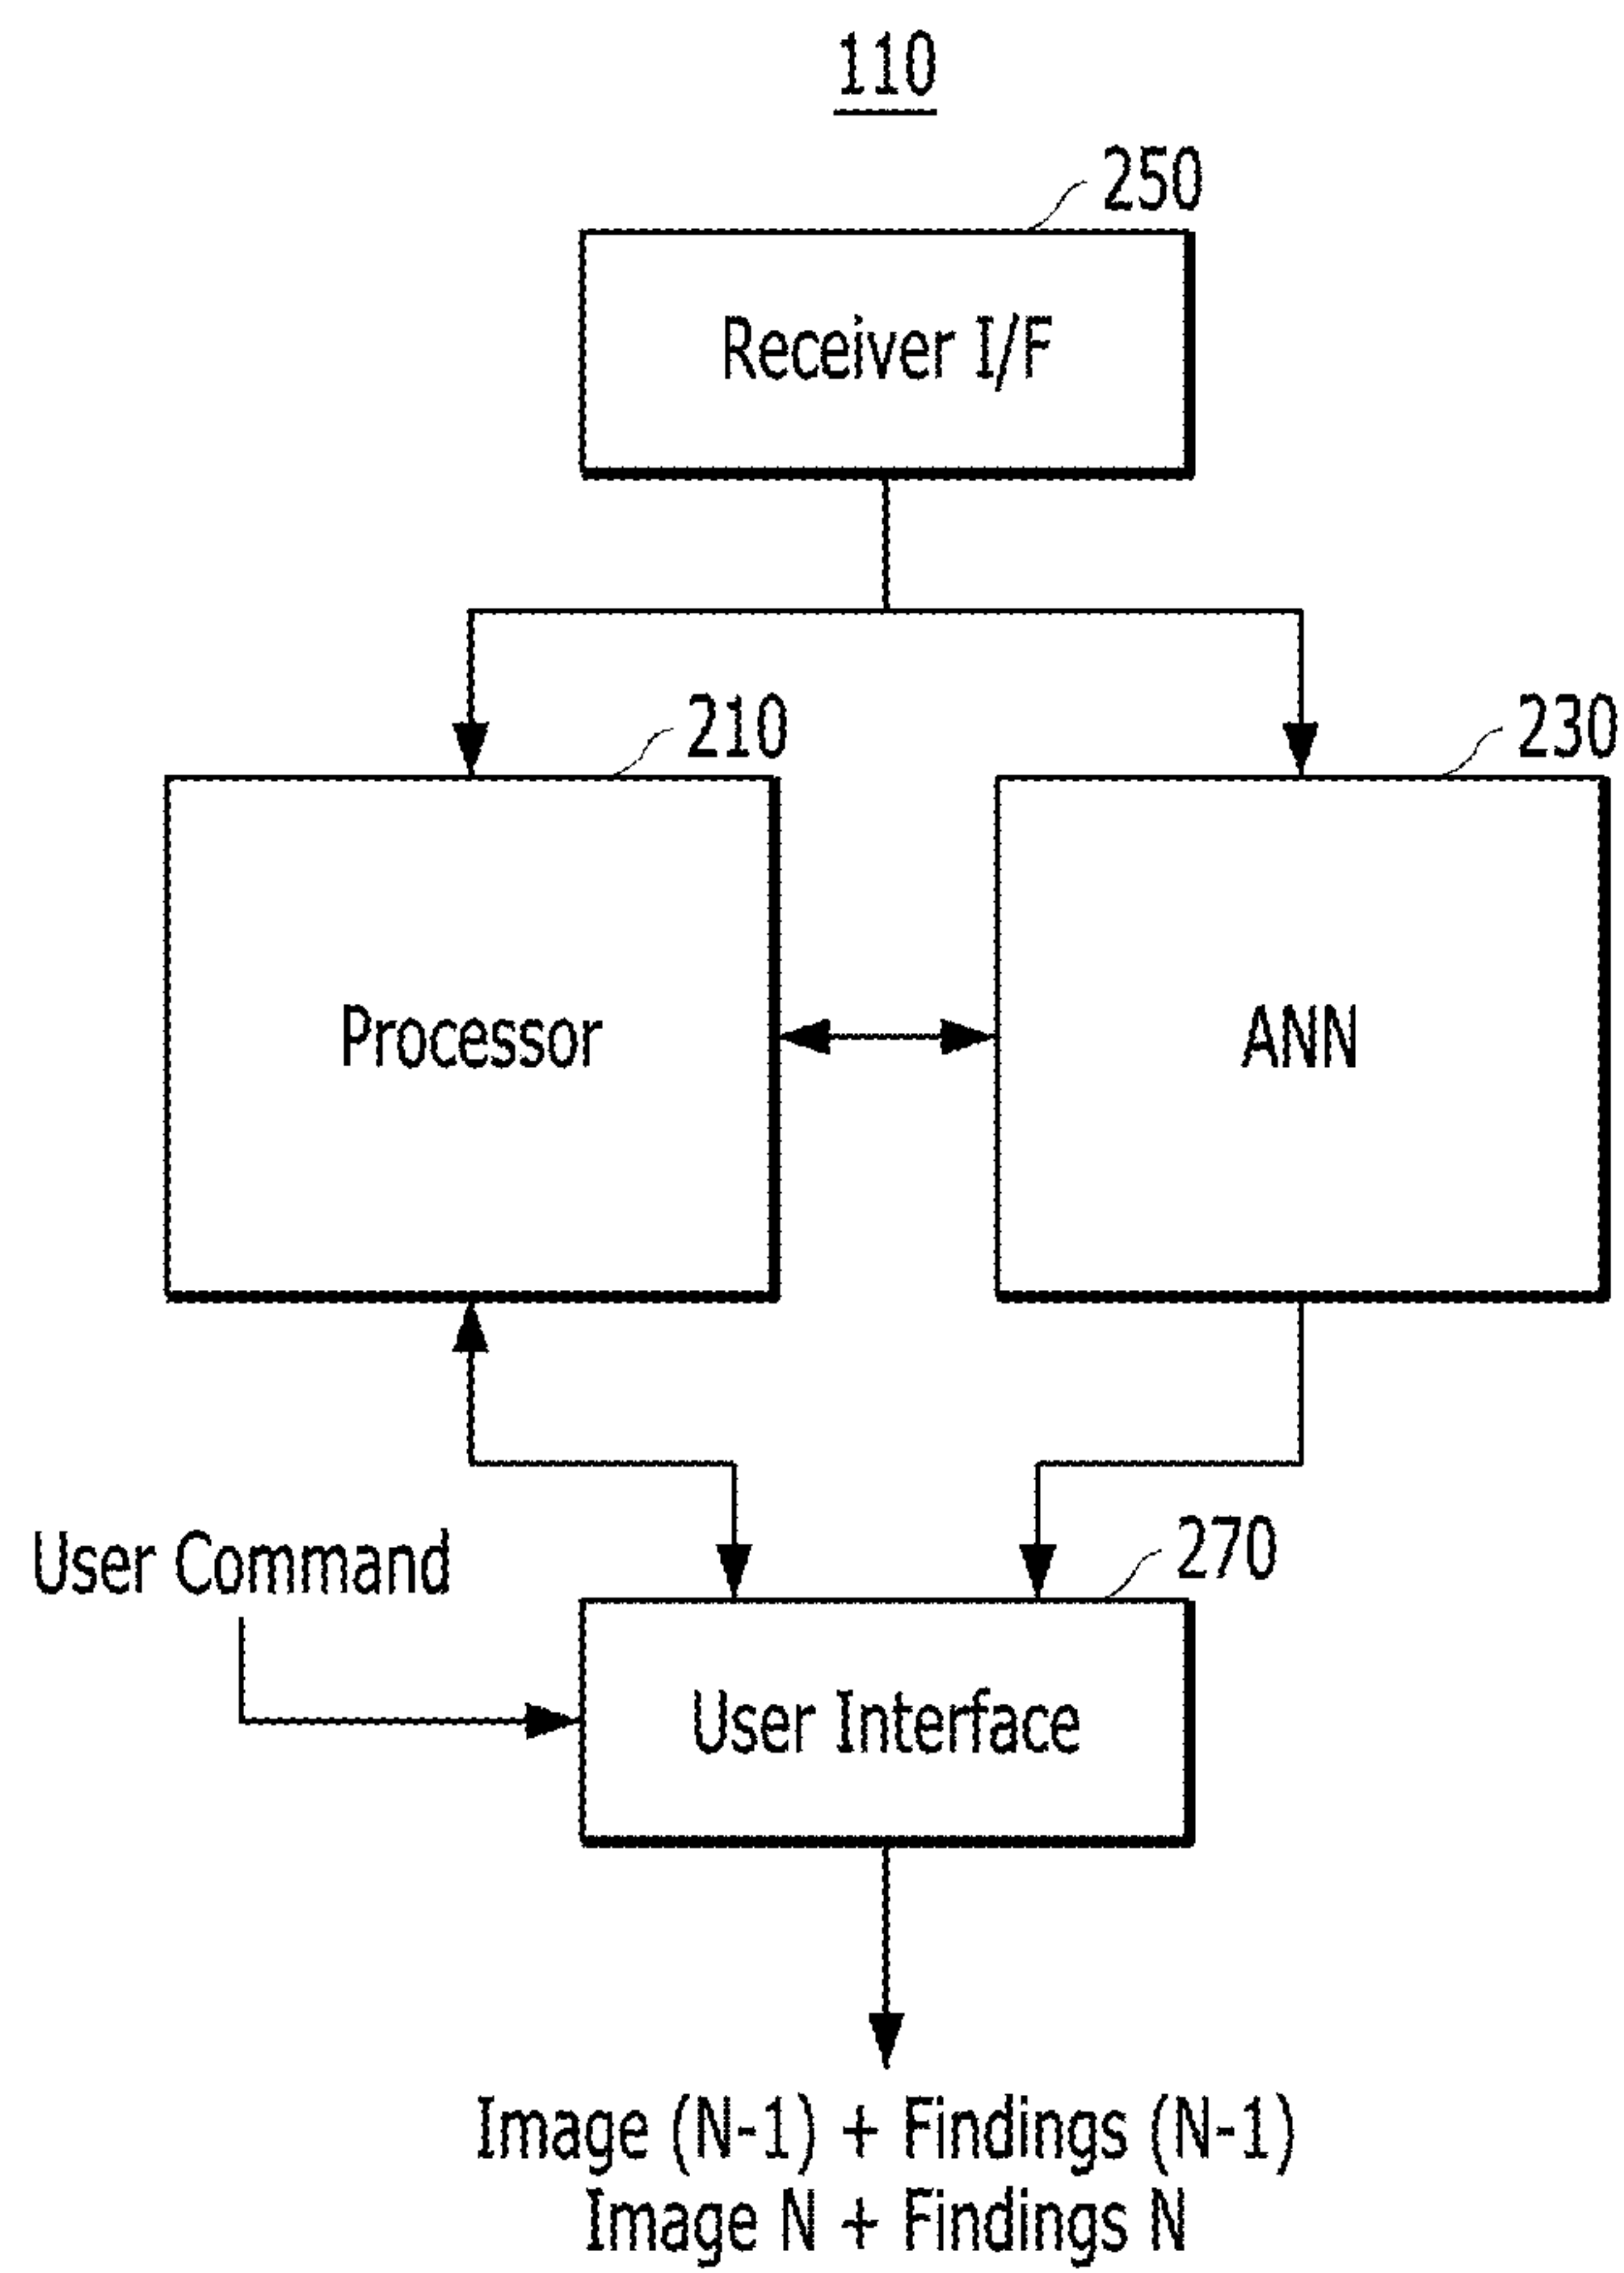 110
250
Receiver I/F
210
230
Processor
ANN
User Command
270
User Interface
Image (N-1) + Findings (N-1)
Image N + Findings N